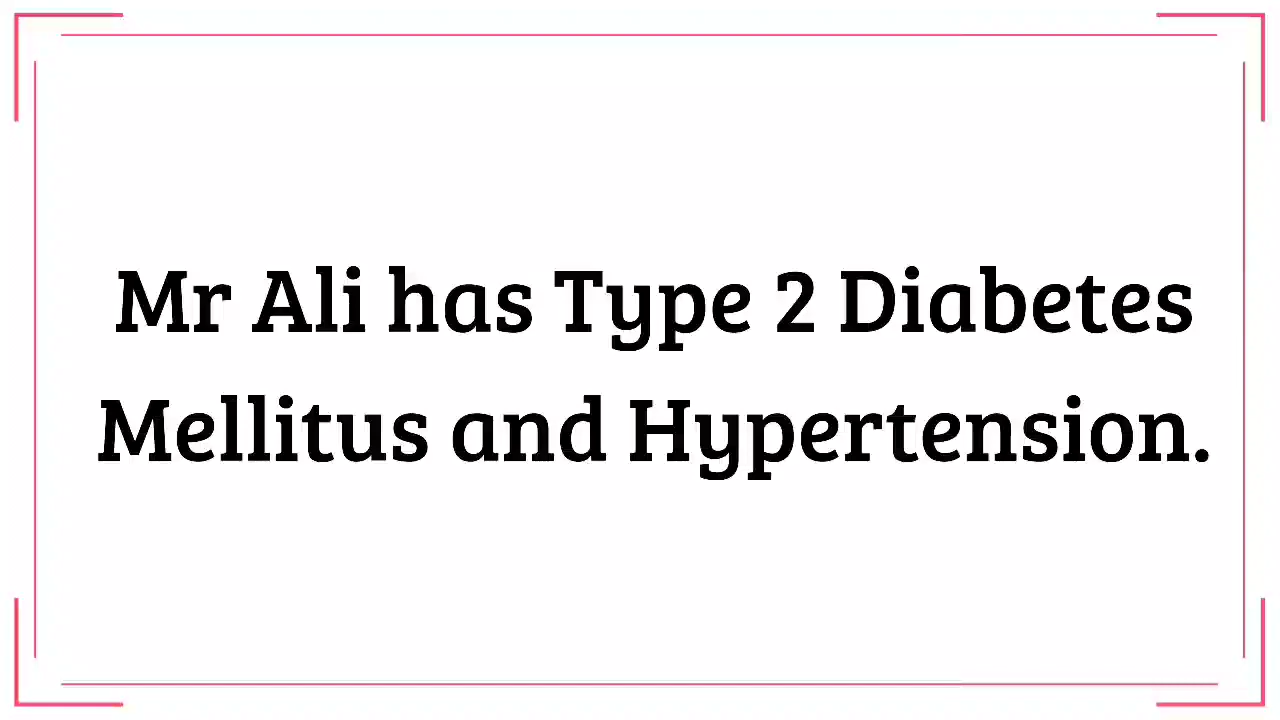 Mr Ali has Type 2 Diabetes
Mellitus and Hypertension.